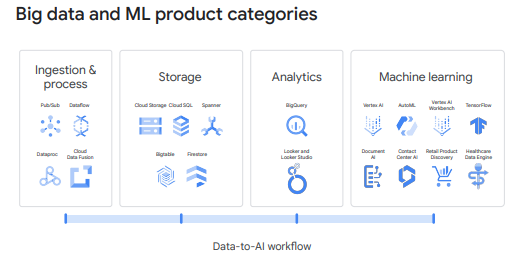 Big data and ML product categories
Ingestion &
process
Pub/Sub Dataflow
Dataproc Cloud
Data Fusion
Storage
Cloud Storage Cloud SQL Spanner
Bigtable Firestore
Analytics
BigQuery
Looker and
Looker Studio
Machine learning
Vertex AI AutoML Vertex AI
Workbench TensorFlow
Document
AI
Contact
Center AI
Retail Product
Discovery
Healthcare
Data Engine
Data-to-AI workflow